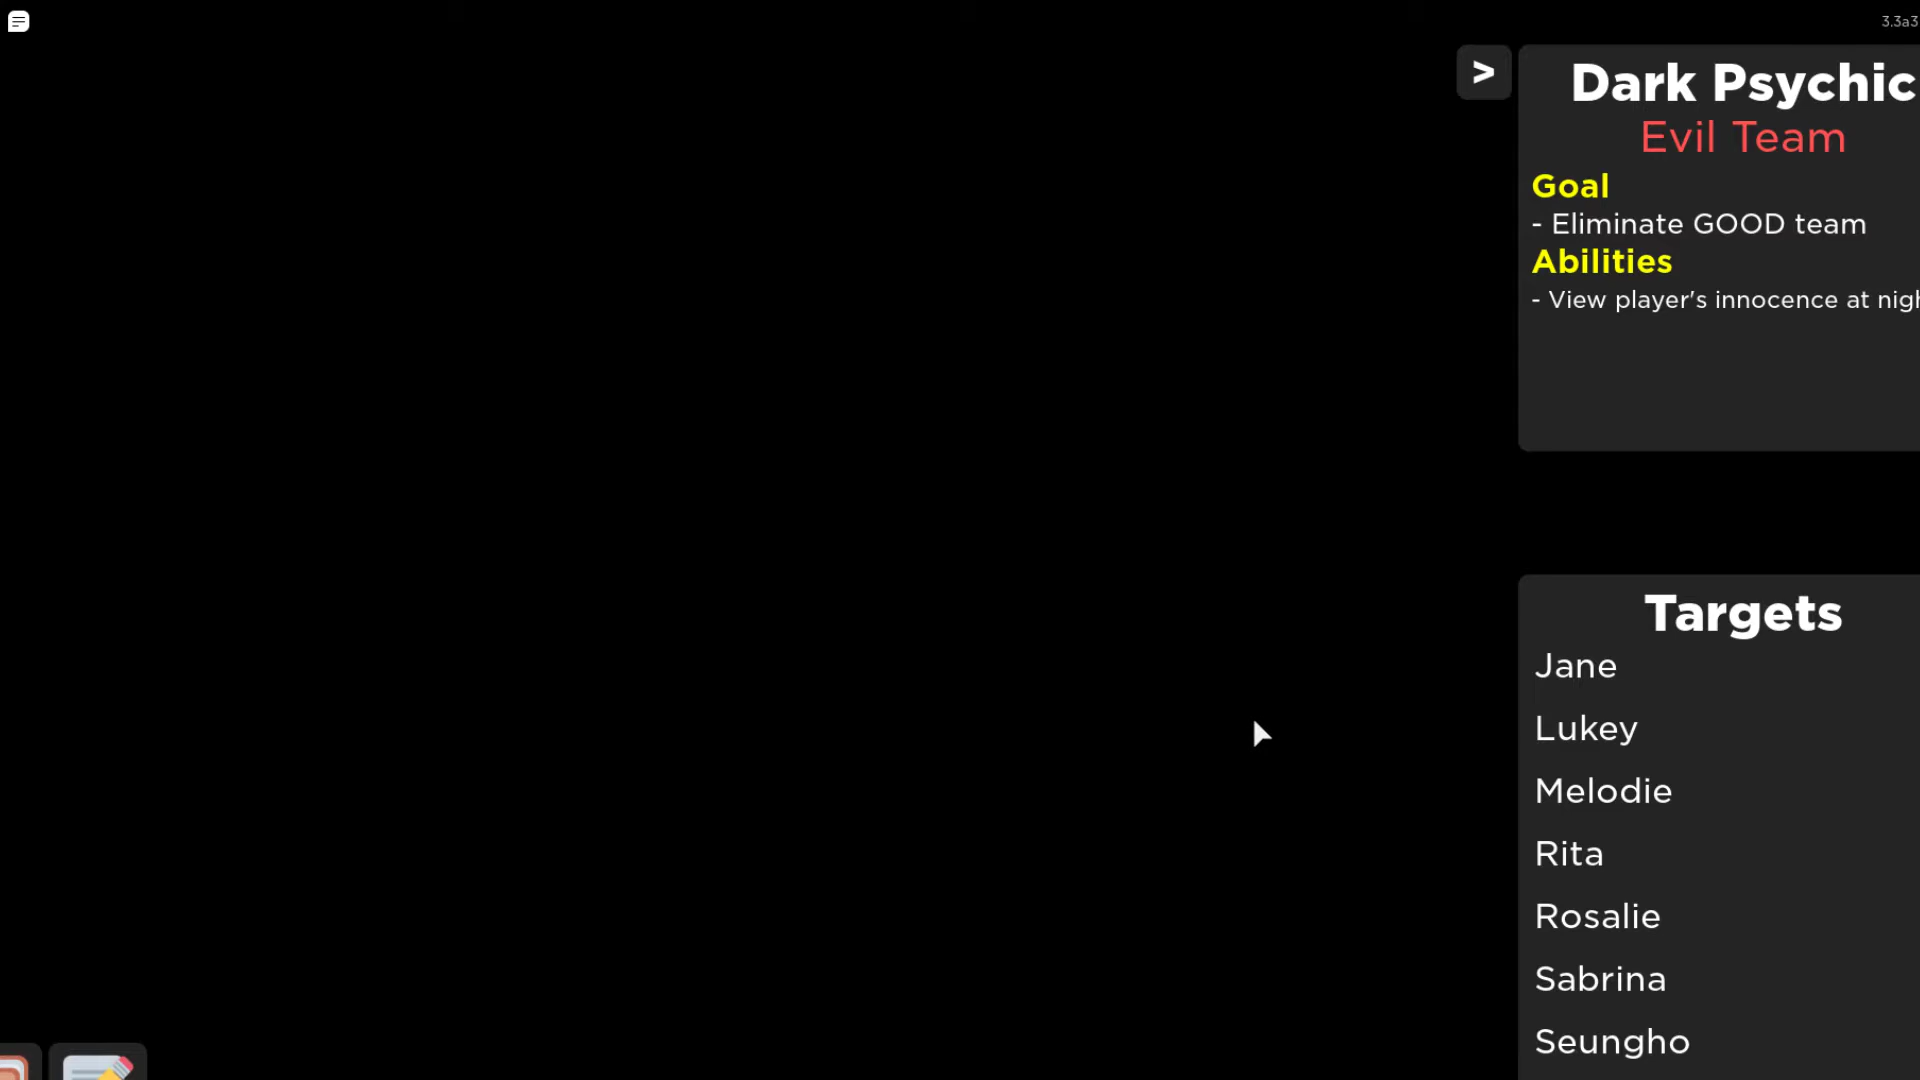 3.3a3
>
Dark Psychic
Evil Team
Goal
- Eliminate GOOD team
Abilities
- View player's innocence at nigh
Targets
Jane
Lukey
Melodie
Rita
Rosalie
Sabrina
Seungho